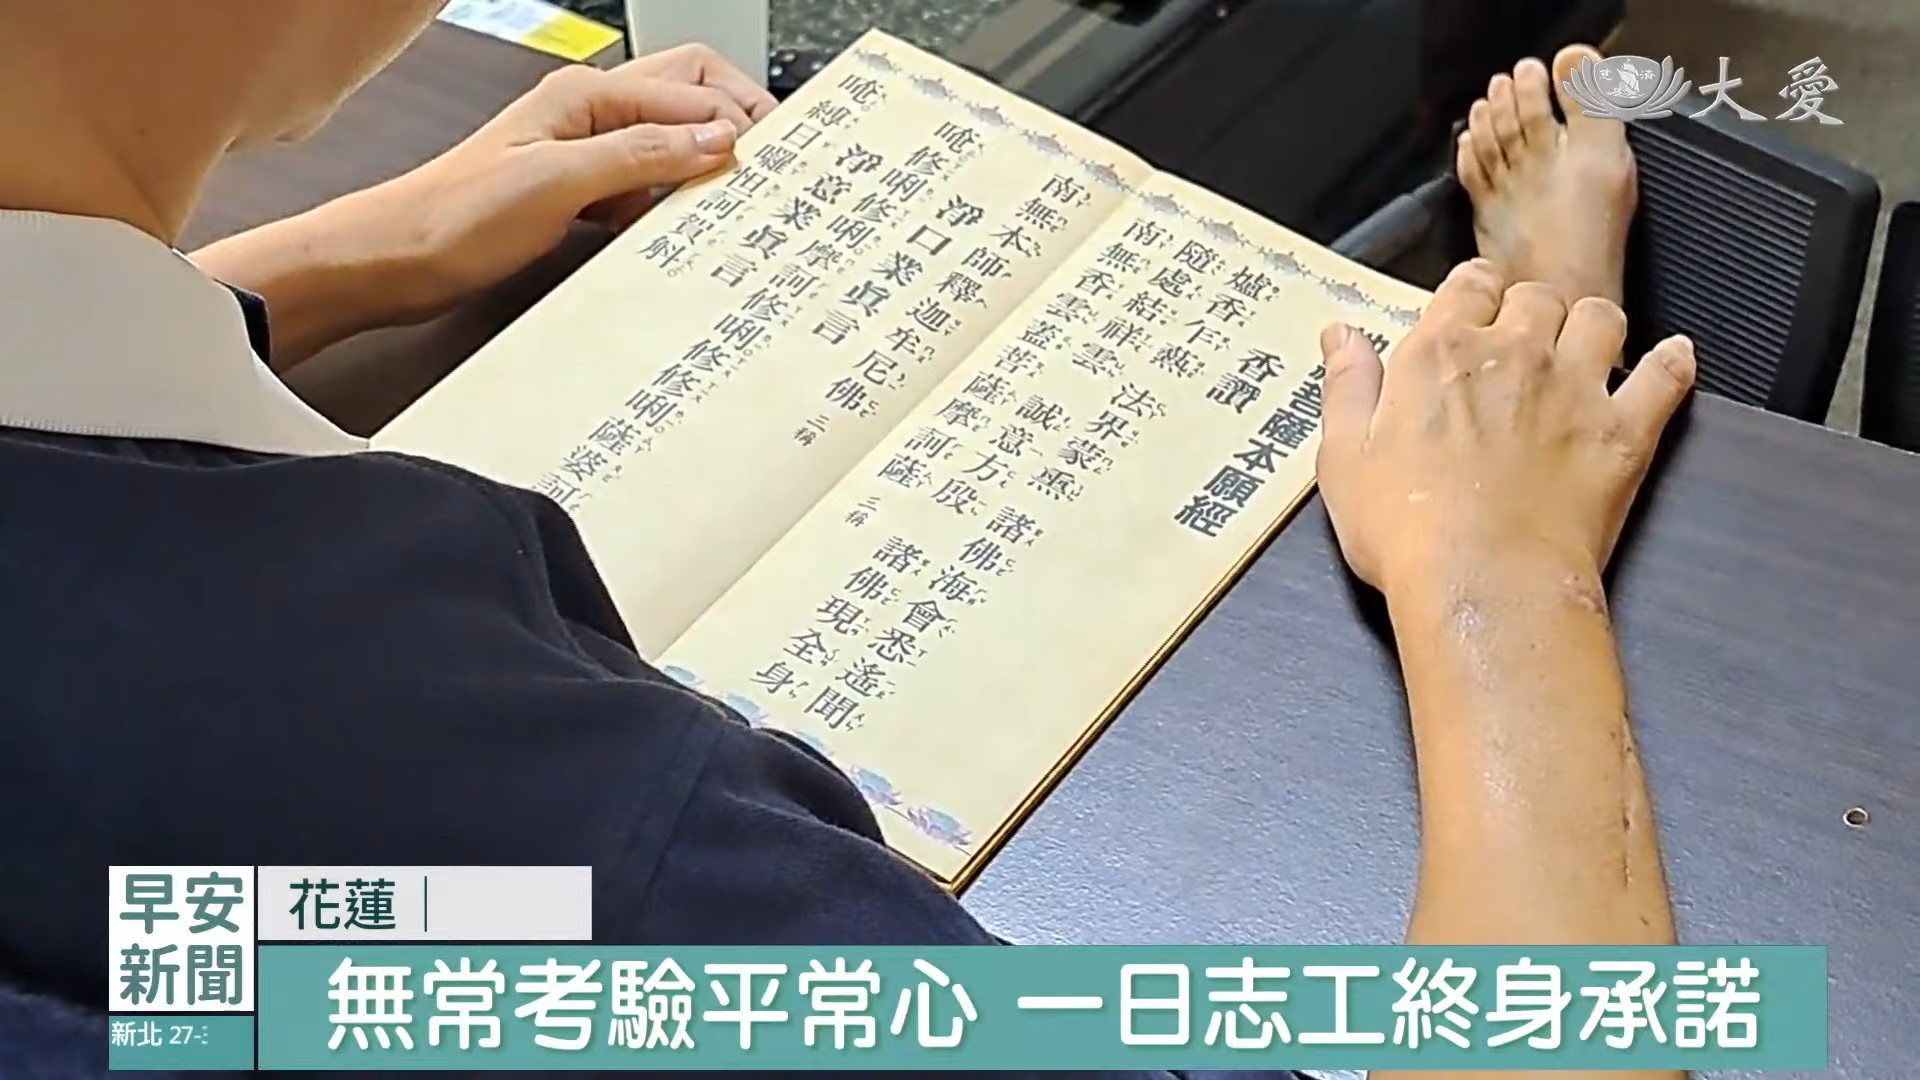 大愛
慈濟
菩薩本願經
香讚
爐香乍爇 法界蒙熏 諸佛海會悉遙聞
隨處結祥雲 誠意方殷 諸佛現全身
南無香雲蓋菩薩摩訶薩 三稱
南無本師釋迦牟尼佛 三稱
淨口業眞言
唵修唎修唎摩訶修唎修修唎薩婆訶
淨意業眞言
唵縛日囉怛訶賀斛
早安
新聞
花蓮
無常考驗平常心 一日志工終身承諾
新北 27-